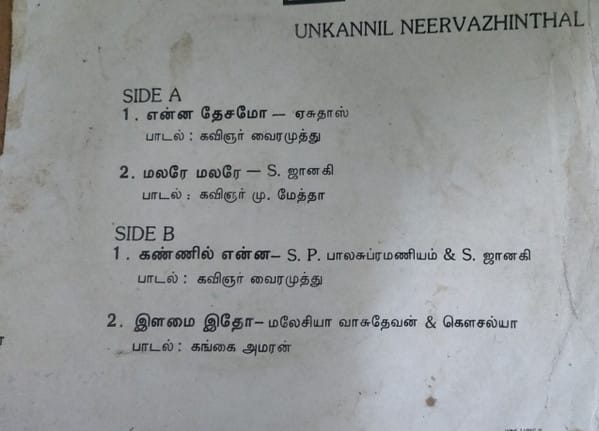 UNKANNIL NEERVAZHINTHAL
SIDE A
1. என்ன தேசமோ – ஏசுதாஸ்
பாடல் : கவிஞர் வைரமுத்து
2. மலரே மலரே – S. ஜானகி
பாடல் : கவிஞர் மு. மேத்தா
SIDE B
1. கண்ணில் என்ன – S. P. பாலசுப்ரமணியம் & S. ஜானகி
பாடல் : கவிஞர் வைரமுத்து
2. இளமை இதோ – மலேசியா வாசுதேவன் & கௌசல்யா
பாடல் : கங்கை அமரன்